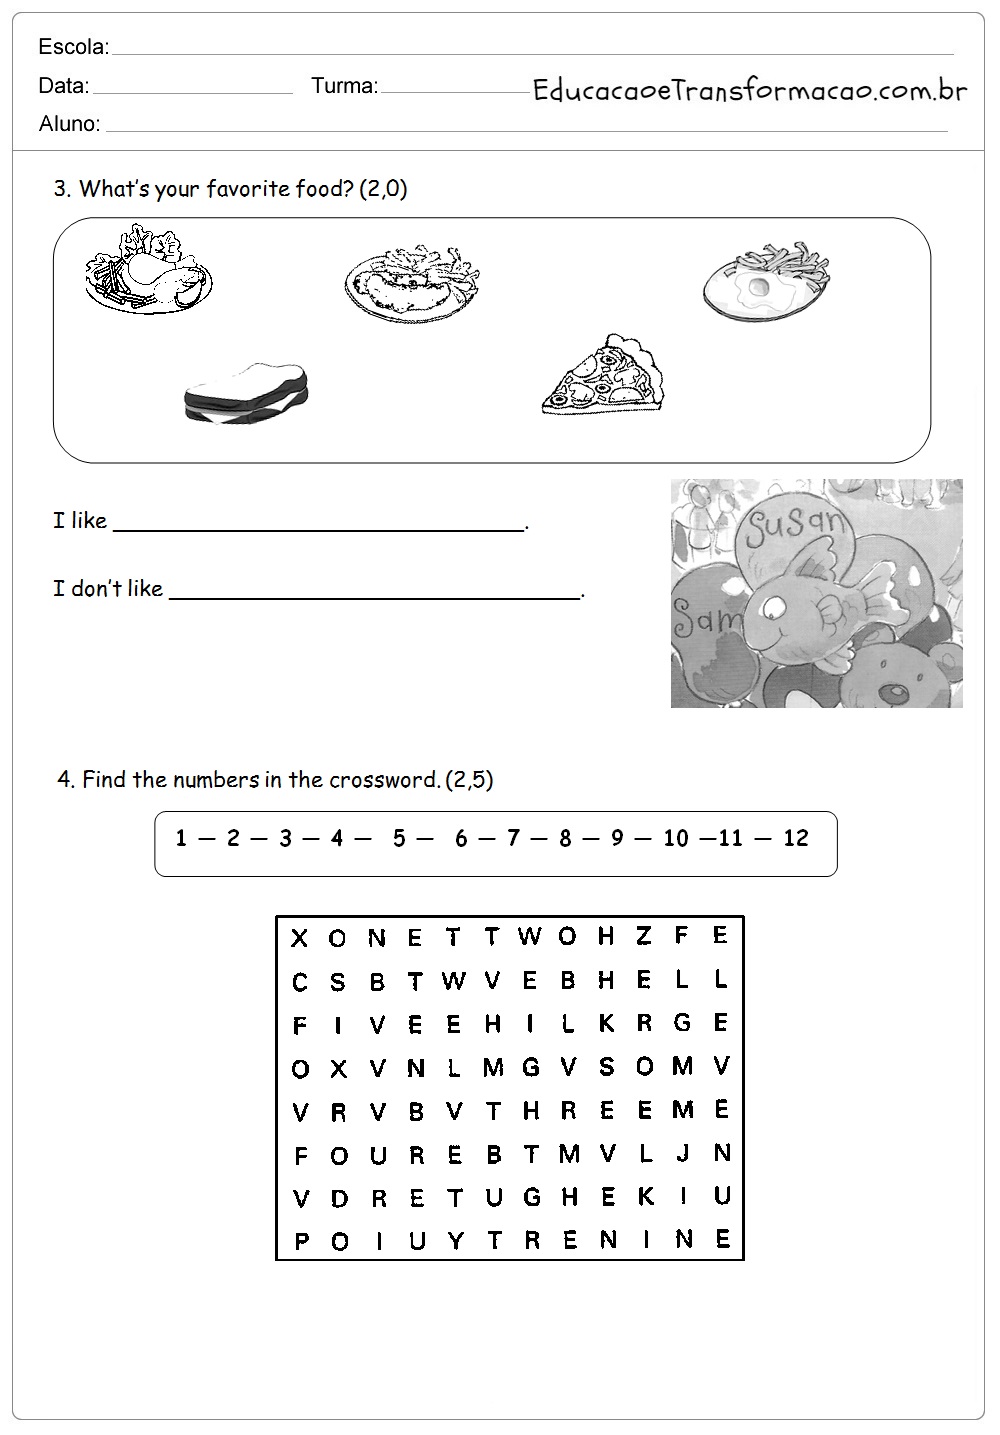 Escola:
Data: Turma: EducacaoeTransformacao.com.br
Aluno:
3. What's your favorite food? (2,0)
I like ______________________________.
I don't like ______________________________.
Susan
Sam
4. Find the numbers in the crossword. (2,5)
1 — 2 — 3 — 4 — 5 — 6 — 7 — 8 — 9 — 10 —11 — 12
X O N E T T W O H Z F E
C S B T W V E B H E L L
F I V E E H I L K R G E
O X V N L M G V S O M V
V R V B V T H R E E M E
F O U R E B T M V L J N
V D R E T U G H E K I U
P O I U Y T R E N I N E